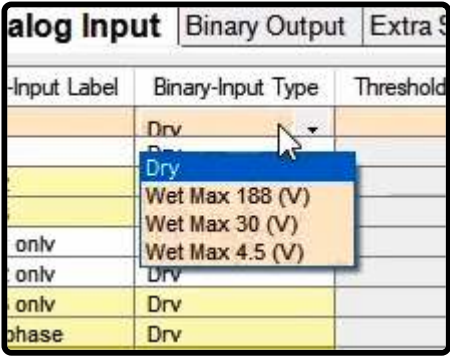 alog Input Binary Output Extra S
-Input Label Binary-Input Type Threshold
Dry
Dry
Wet Max 188 (V)
Wet Max 30 (V)
only Wet Max 4.5 (V)
only Dry
only Dry
phase Dry